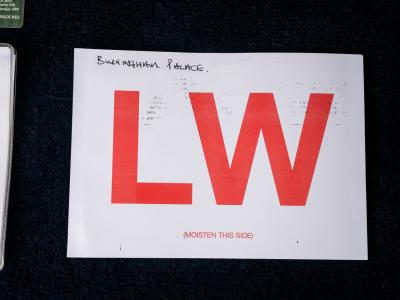 BUCKINGHAM PALACE.
LW
(MOISTEN THIS SIDE)